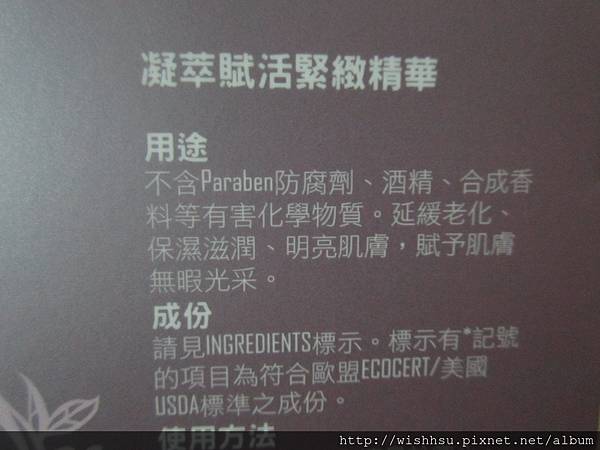 凝萃賦活緊緻精華
用途
不含Paraben防腐劑、酒精、合成香
料等有害化學物質。延緩老化、
保濕滋潤、明亮肌膚，賦予肌膚
無暇光采。
成份
請見INGREDIENTS標示。標示有*記號
的項目為符合歐盟ECOCERT/美國
USDA標準之成份。
使用方法
http://wishhsu.pixnet.net/album